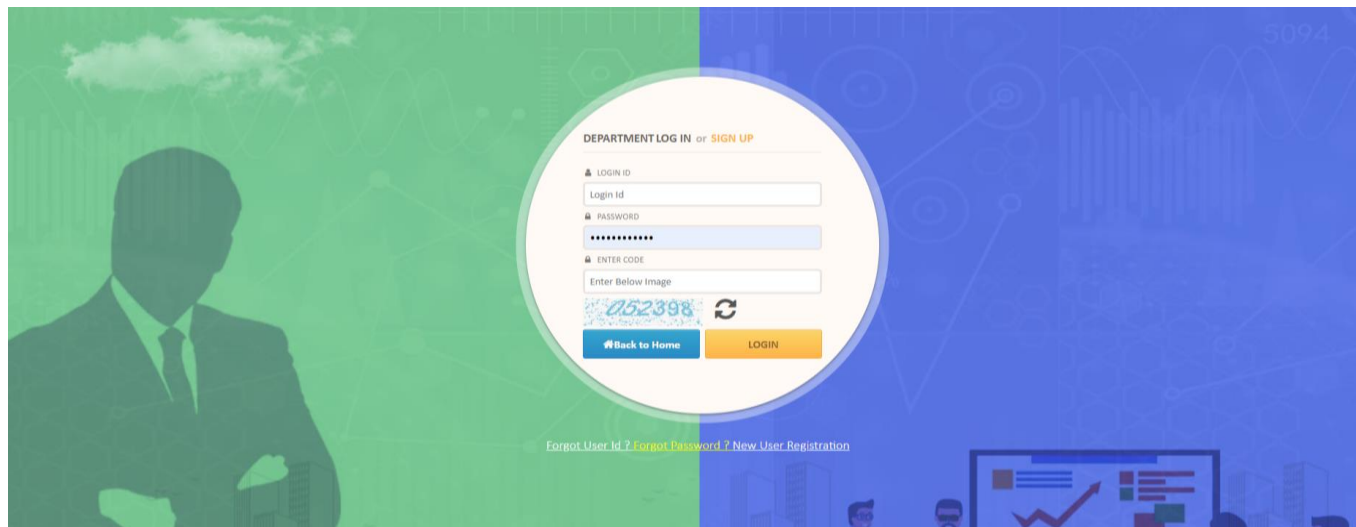 5094
DEPARTMENT LOG IN or SIGN UP
LOGIN ID
Login Id
PASSWORD
••••••••••••
ENTER CODE
Enter Below Image
052398
Back to Home
LOGIN
Forgot User Id ? Forgot Password ? New User Registration